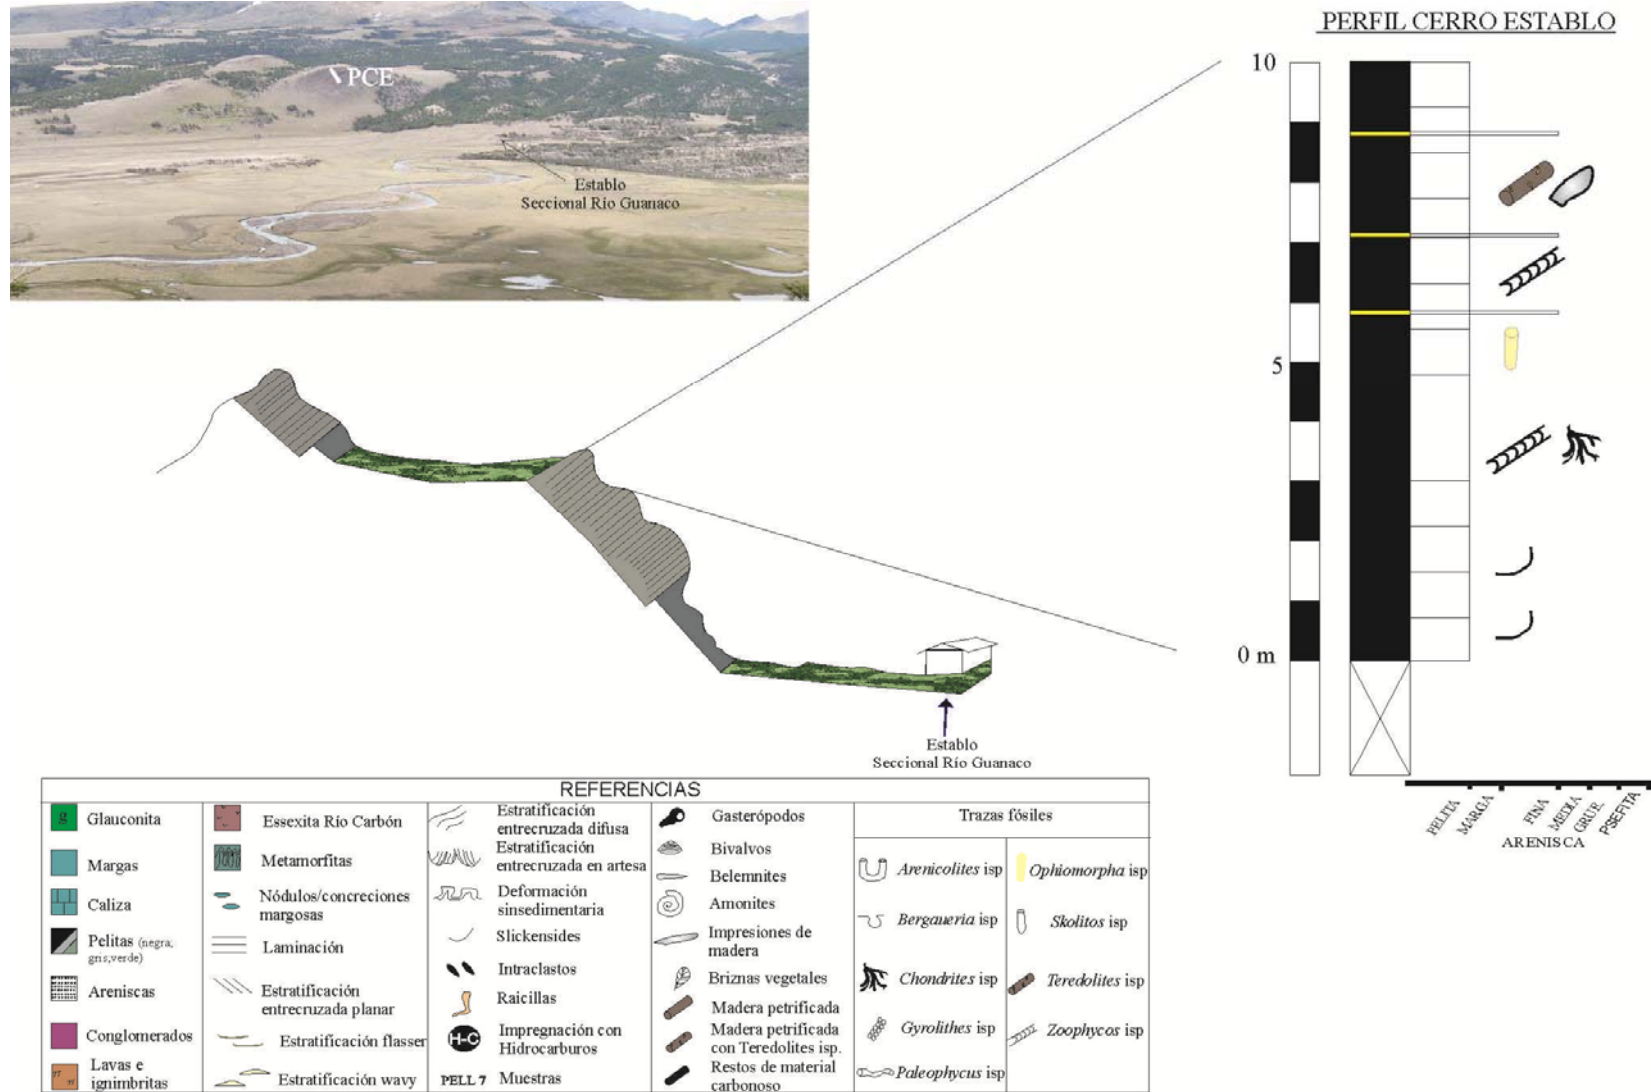 PERFIL CERRO ESTABLO
PCE
Establo
Seccional Río Guanaco
10
5
0 m
Establo
Seccional Río Guanaco
PELITA
MARGA
FINA
MEDIA
GRUE.
PSEFITA
ARENISCA
REFERENCIAS
g
Glauconita
Margas
Caliza
Pelitas (negra,
gris,verde)
Areniscas
Conglomerados
Lavas e
ignimbritas
Essexita Río Carbón
Metamorfitas
Nódulos/concreciones
margosas
Laminación
Estratificación
entrecruzada planar
Estratificación flasser
Estratificación wavy
Estratificación
entrecruzada difusa
Estratificación
entrecruzada en artesa
Deformación
sinsedimentaria
Slickensides
Intraclastos
Raicillas
H-C
Impregnación con
Hidrocarburos
PELL 7 Muestras
Gasterópodos
Bivalvos
Belemnites
Amonites
Impresiones de
madera
Briznas vegetales
Madera petrificada
Madera petrificada
con Teredolites isp.
Restos de material
carbonoso
Trazas fósiles
Arenicolites isp
Bergaueria isp
Chondrites isp
Gyrolithes isp
Paleophycus isp
Ophiomorpha isp
Skolitos isp
Teredolites isp
Zoophycos isp